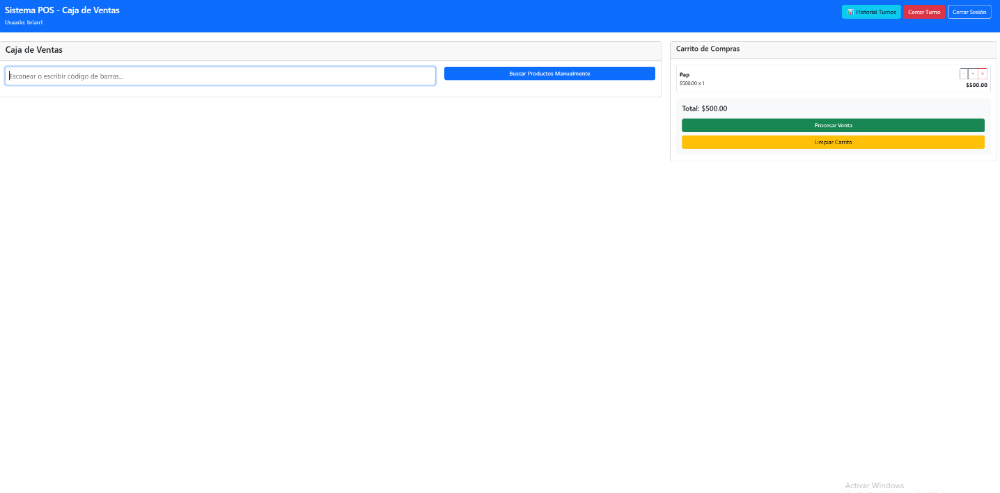 Sistema POS - Caja de Ventas
Usuario: brian1
📊 Historial Turnos
Cerrar Turno
Cerrar Sesión
Caja de Ventas
Escanear o escribir código de barras...
Buscar Productos Manualmente
Carrito de Compras
Pap
$500.00 x 1
- + ×
$500.00
Total: $500.00
Procesar Venta
Limpiar Carrito
Activar Windows